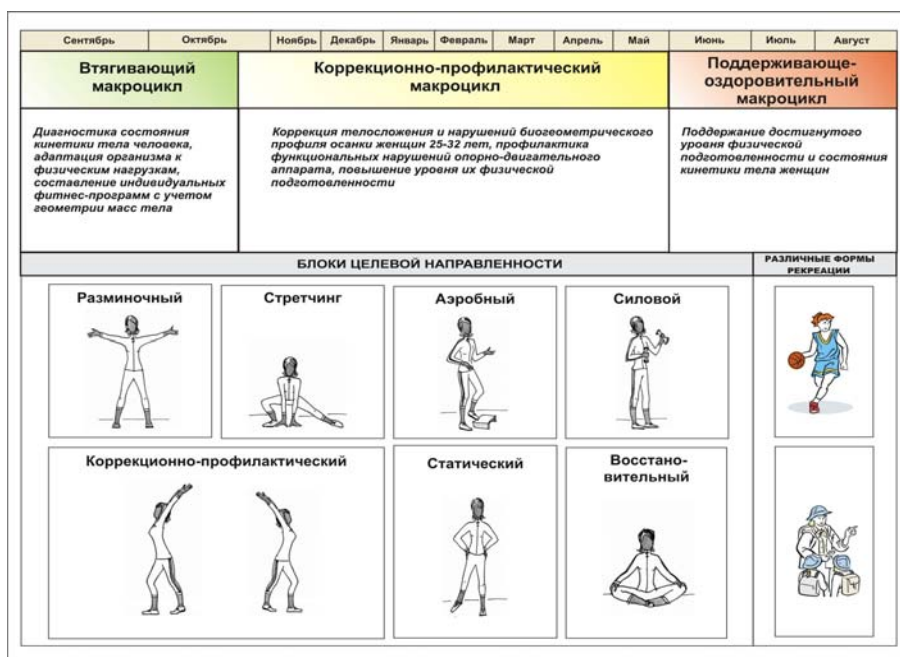 Сентябрь Октябрь Ноябрь Декабрь Январь Февраль Март Апрель Май Июнь Июль Август
Втягивающий
макроцикл
Коррекционно-профилактический
макроцикл
Поддерживающе-
оздоровительный
макроцикл
Диагностика состояния
кинетики тела человека,
адаптация организма к
физическим нагрузкам,
составление индивидуальных
фитнес-программ с учетом
геометрии масс тела
Коррекция телосложения и нарушений биогеометрического
профиля осанки женщин 25-32 лет, профилактика
функциональных нарушений опорно-двигательного
аппарата, повышение уровня их физической
подготовленности
Поддержание достигнутого
уровня физической
подготовленности и состояния
кинетики тела женщин
БЛОКИ ЦЕЛЕВОЙ НАПРАВЛЕННОСТИ
РАЗЛИЧНЫЕ ФОРМЫ
РЕКРЕАЦИИ
Разминочный
Стретчинг
Аэробный
Силовой
Коррекционно-профилактический
Статический
Восстано-
вительный